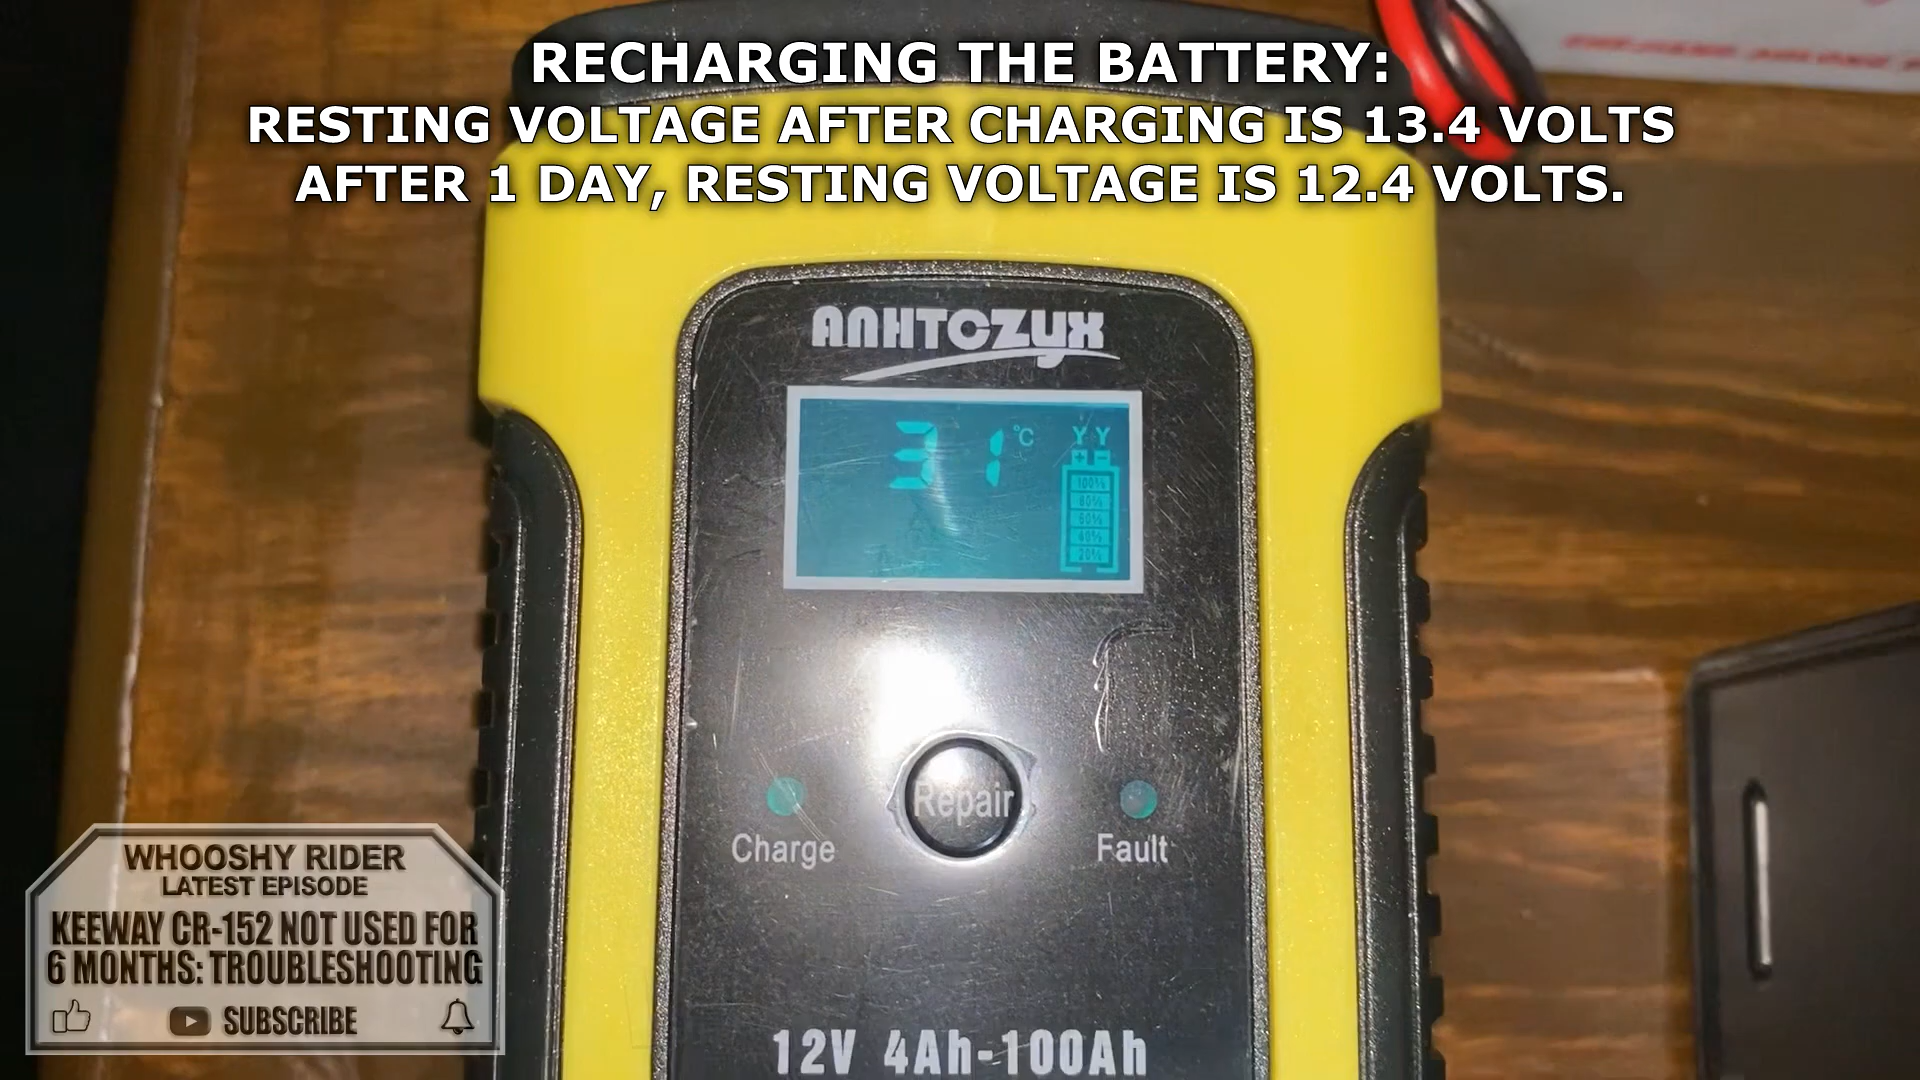 RECHARGING THE BATTERY:
RESTING VOLTAGE AFTER CHARGING IS 13.4 VOLTS
AFTER 1 DAY, RESTING VOLTAGE IS 12.4 VOLTS.
ANHTCZYX
31 °C
100%
80%
60%
40%
20%
Repair
Charge
Fault
12V 4Ah-100Ah
WHOOSHY RIDER
LATEST EPISODE
KEEWAY CR-152 NOT USED FOR
6 MONTHS: TROUBLESHOOTING
SUBSCRIBE